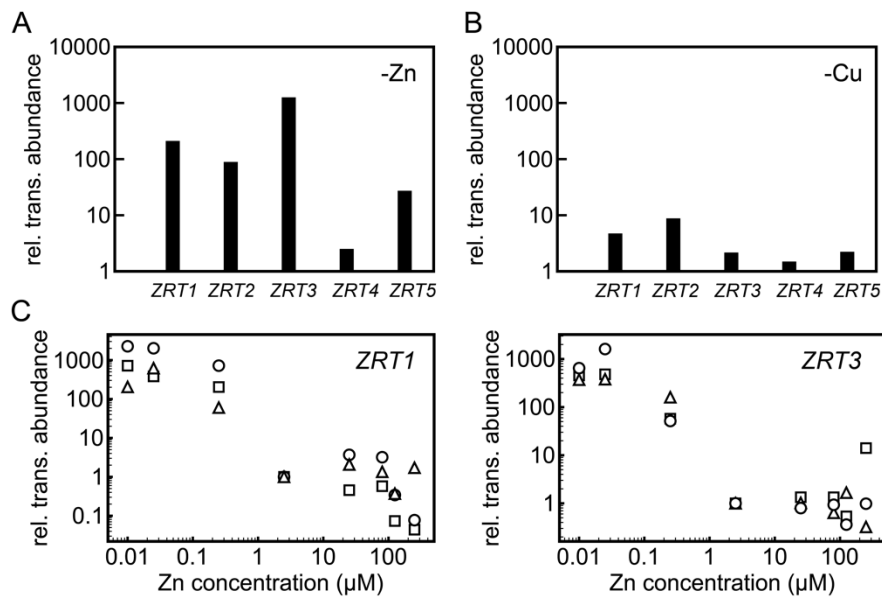 A
B
10000
1000
100
10
1
rel. trans. abundance
-Zn
ZRT1 ZRT2 ZRT3 ZRT4 ZRT5
10000
1000
100
10
1
rel. trans. abundance
-Cu
ZRT1 ZRT2 ZRT3 ZRT4 ZRT5
C
1000
100
10
1
0.1
rel. trans. abundance
ZRT1
0.01 0.1 1 10 100
Zn concentration (µM)
1000
100
10
1
rel. trans. abundance
ZRT3
0.01 0.1 1 10 100
Zn concentration (µM)